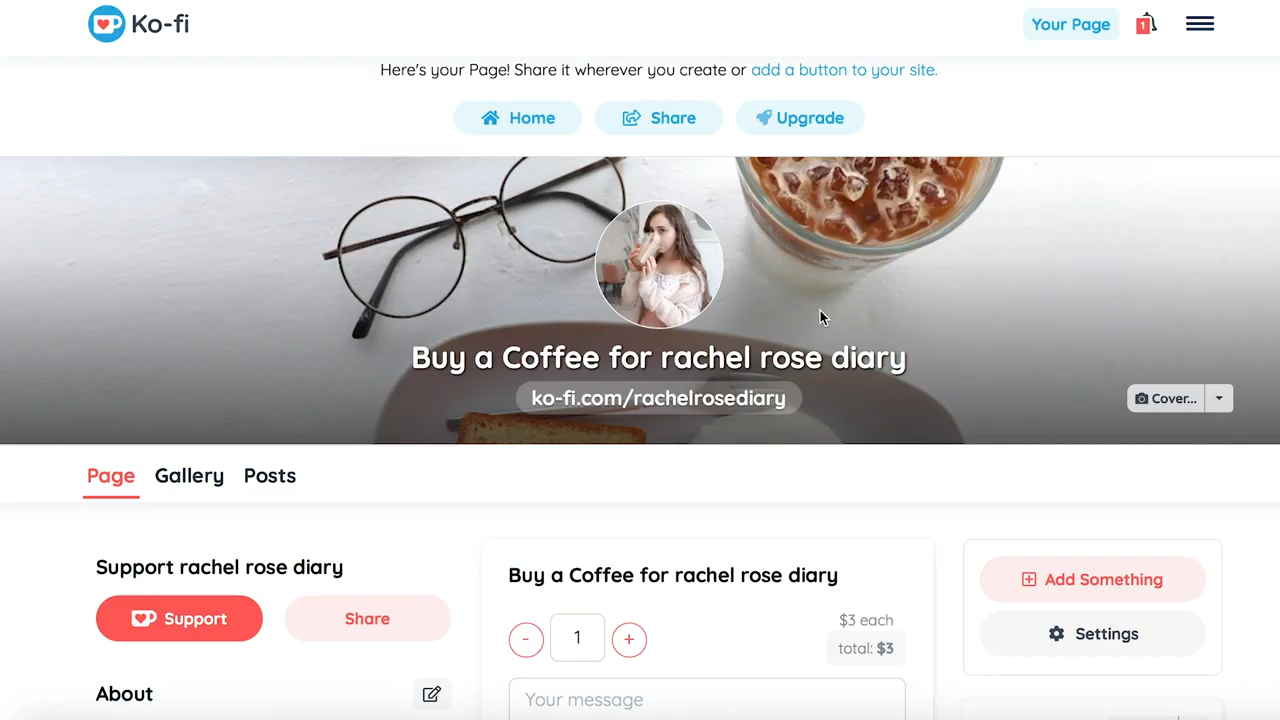 Ko-fi
Your Page
1
Here's your Page! Share it wherever you create or add a button to your site.
Home
Share
Upgrade
Buy a Coffee for rachel rose diary
ko-fi.com/rachelrosediary
Cover...
Page Gallery Posts
Support rachel rose diary
Support
Share
About
Buy a Coffee for rachel rose diary
- 1 +
$3 each
total: $3
Your message
Add Something
Settings